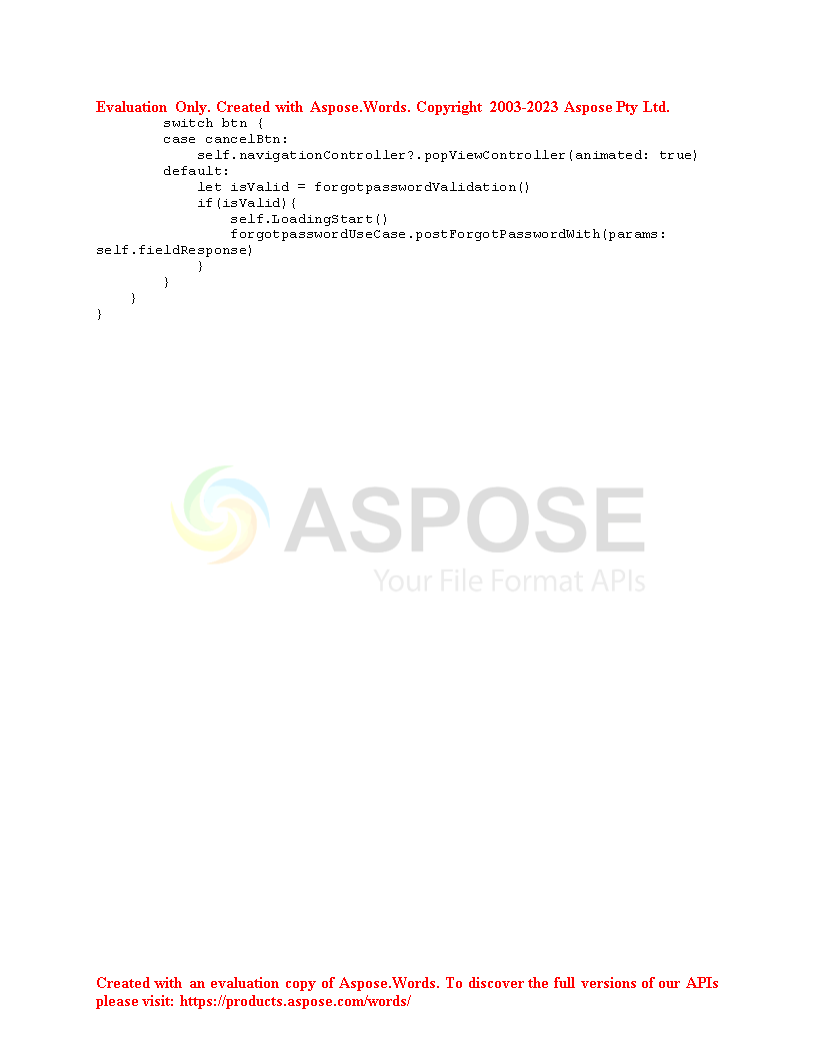 Evaluation Only. Created with Aspose.Words. Copyright 2003-2023 Aspose Pty Ltd.
        switch btn {
        case cancelBtn:
            self.navigationController?.popViewController(animated: true)
        default:
            let isValid = forgotpasswordValidation()
            if(isValid){
                self.LoadingStart()
                forgotpasswordUseCase.postForgotPasswordWith(params:
self.fieldResponse)
            }
        }
    }
}
ASPOSE
Your File Format APIs
Created with an evaluation copy of Aspose.Words. To discover the full versions of our APIs
please visit: https://products.aspose.com/words/